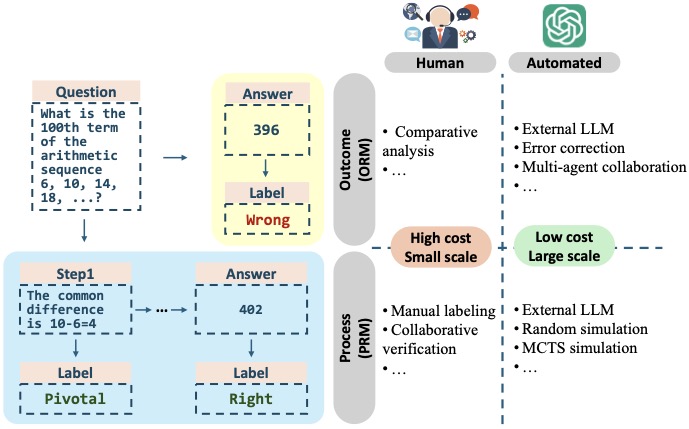 Human
Automated
Question
What is the
100th term
of the
arithmetic
sequence
6, 10, 14,
18, ...?
Answer
396
Label
Wrong
Outcome
(ORM)
• Comparative
analysis
• ...
• External LLM
• Error correction
• Multi-agent collaboration
• ...
High cost
Small scale
Low cost
Large scale
Step1
The common
difference
is 10-6=4
...
Answer
402
Label
Pivotal
Label
Right
Process
(PRM)
• Manual labeling
• Collaborative
verification
• ...
• External LLM
• Random simulation
• MCTS simulation
• ...